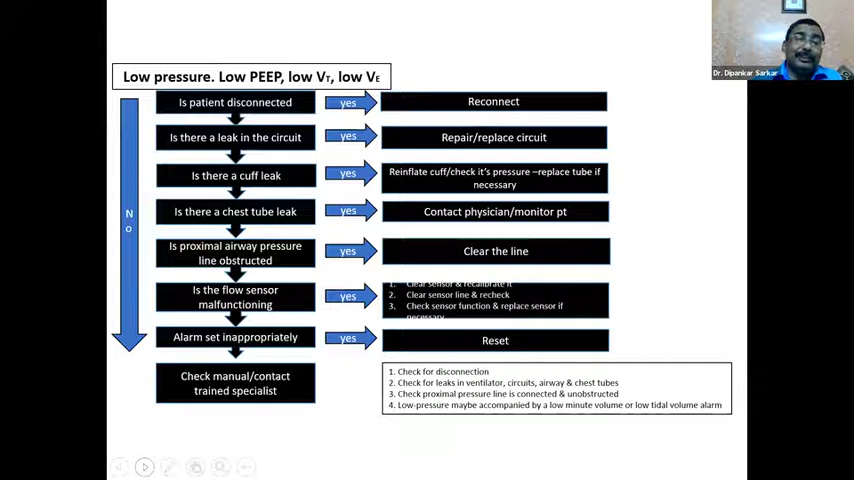 Dr. Dipankar Sarkar
Low pressure. Low PEEP, low VT, low VE
No
Is patient disconnected
yes
Reconnect
Is there a leak in the circuit
yes
Repair/replace circuit
Is there a cuff leak
yes
Reinflate cuff/check it's pressure –replace tube if
necessary
Is there a chest tube leak
yes
Contact physician/monitor pt
Is proximal airway pressure
line obstructed
yes
Clear the line
Is the flow sensor
malfunctioning
yes
1. Clear sensor & recalibrate it
2. Clear sensor line & recheck
3. Check sensor function & replace sensor if
necessary
Alarm set inappropriately
yes
Reset
Check manual/contact
trained specialist
1. Check for disconnection
2. Check for leaks in ventilator, circuits, airway & chest tubes
3. Check proximal pressure line is connected & unobstructed
4. Low-pressure maybe accompanied by a low minute volume or low tidal volume alarm